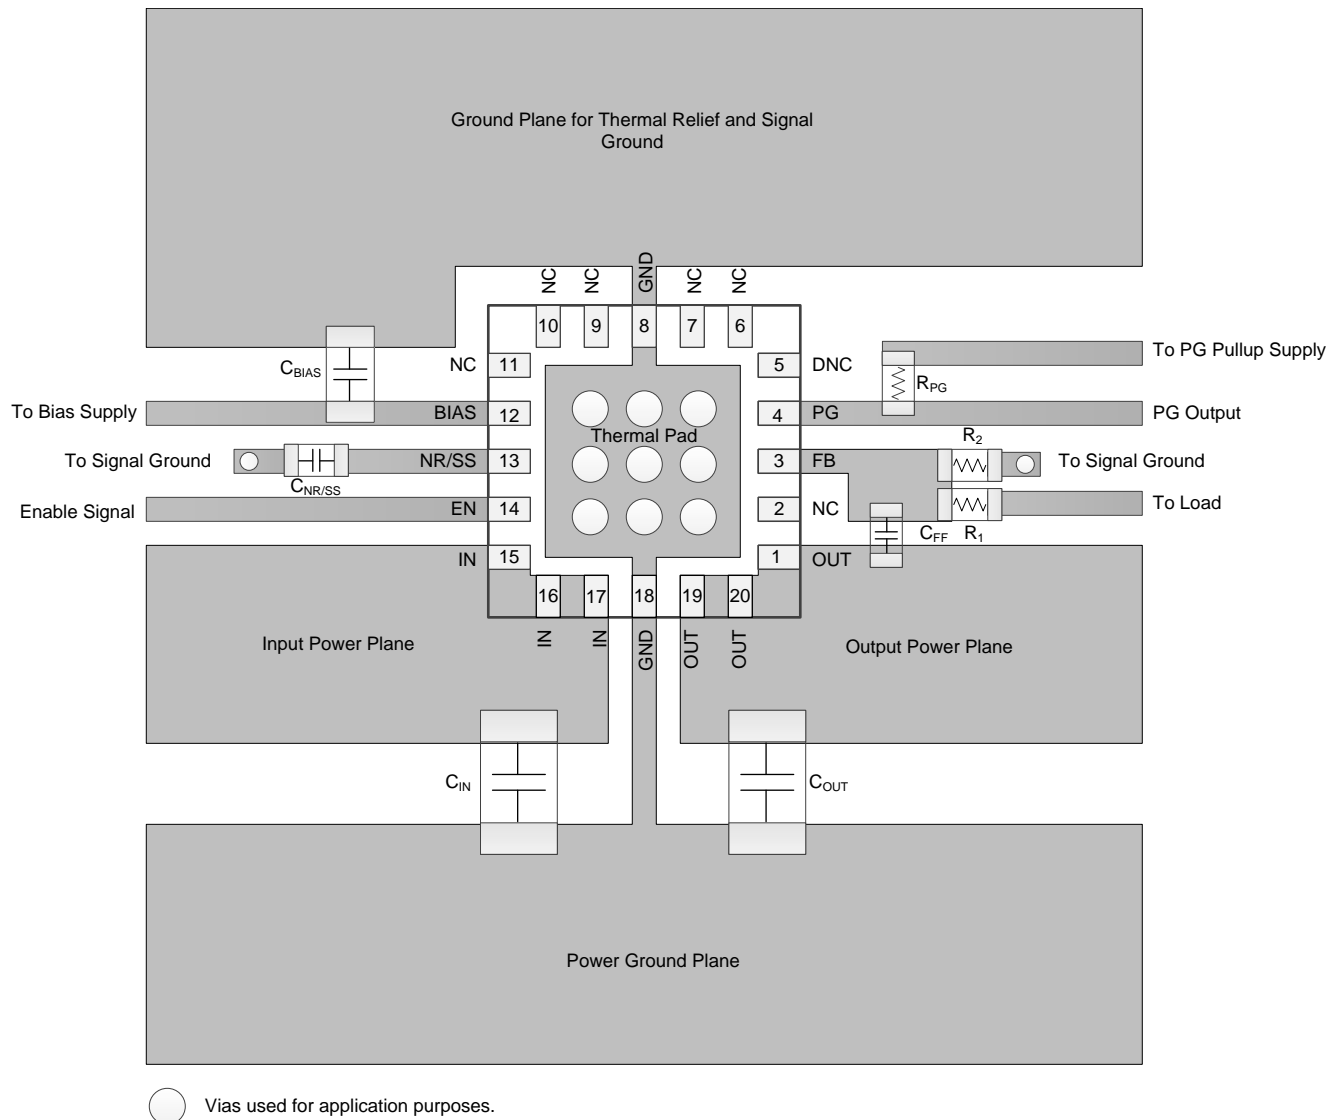 Ground Plane for Thermal Relief and Signal
Ground
NC
NC
GND
NC
NC
10
9
8
7
6
C_BIAS
NC
11
5
DNC
To PG Pullup Supply
R_PG
To Bias Supply
BIAS
12
4
PG
PG Output
Thermal Pad
R_2
To Signal Ground
NR/SS
13
3
FB
To Signal Ground
C_NR/SS
Enable Signal
EN
14
2
NC
To Load
C_FF
R_1
IN
15
1
OUT
16
17
18
19
20
IN
IN
GND
OUT
OUT
Input Power Plane
Output Power Plane
C_IN
C_OUT
Power Ground Plane
Vias used for application purposes.